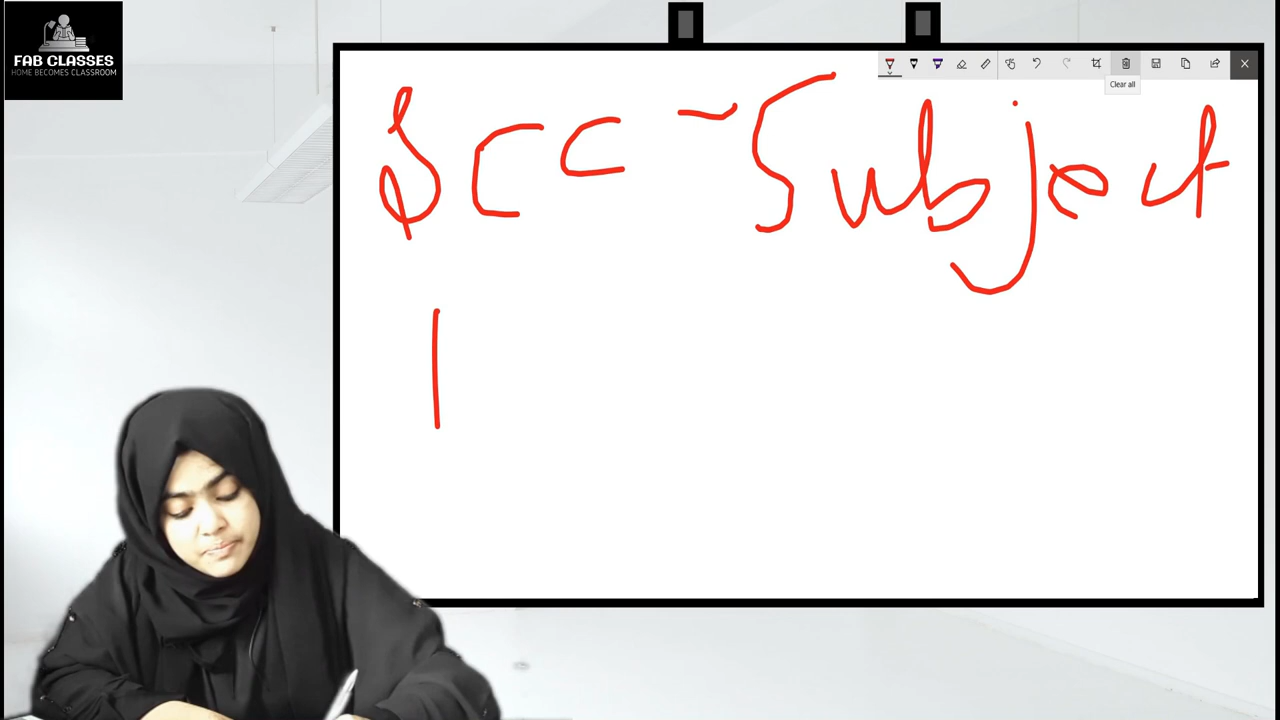 FAB CLASSES
HOME BECOMES CLASSROOM
Clear all
SCC - Subject
|